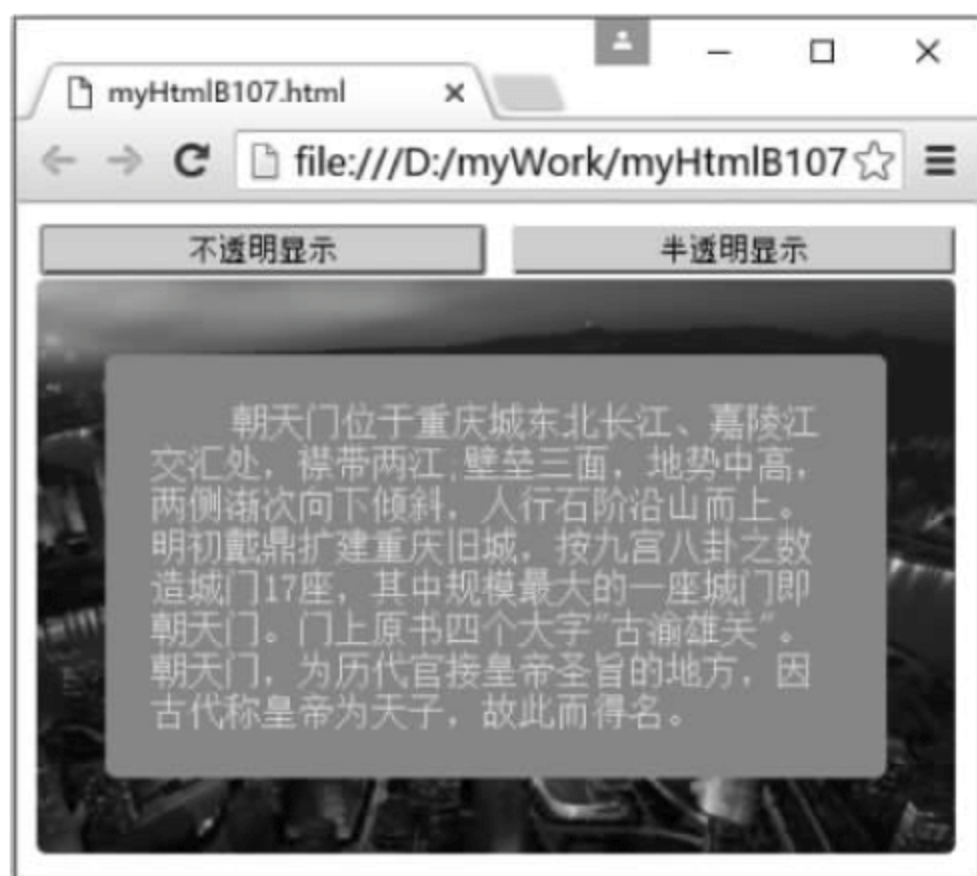 myHtmlB107.html
file:///D:/myWork/myHtmlB107
不透明显示
半透明显示
朝天门位于重庆城东北长江、嘉陵江
交汇处，襟带两江,壁垒三面，地势中高，
两侧渐次向下倾斜，人行石阶沿山而上。
明初戴鼎扩建重庆旧城，按九宫八卦之数
造城门17座，其中规模最大的一座城门即
朝天门。门上原书四个大字"古渝雄关"。
朝天门，为历代官接皇帝圣旨的地方，因
古代称皇帝为天子，故此而得名。